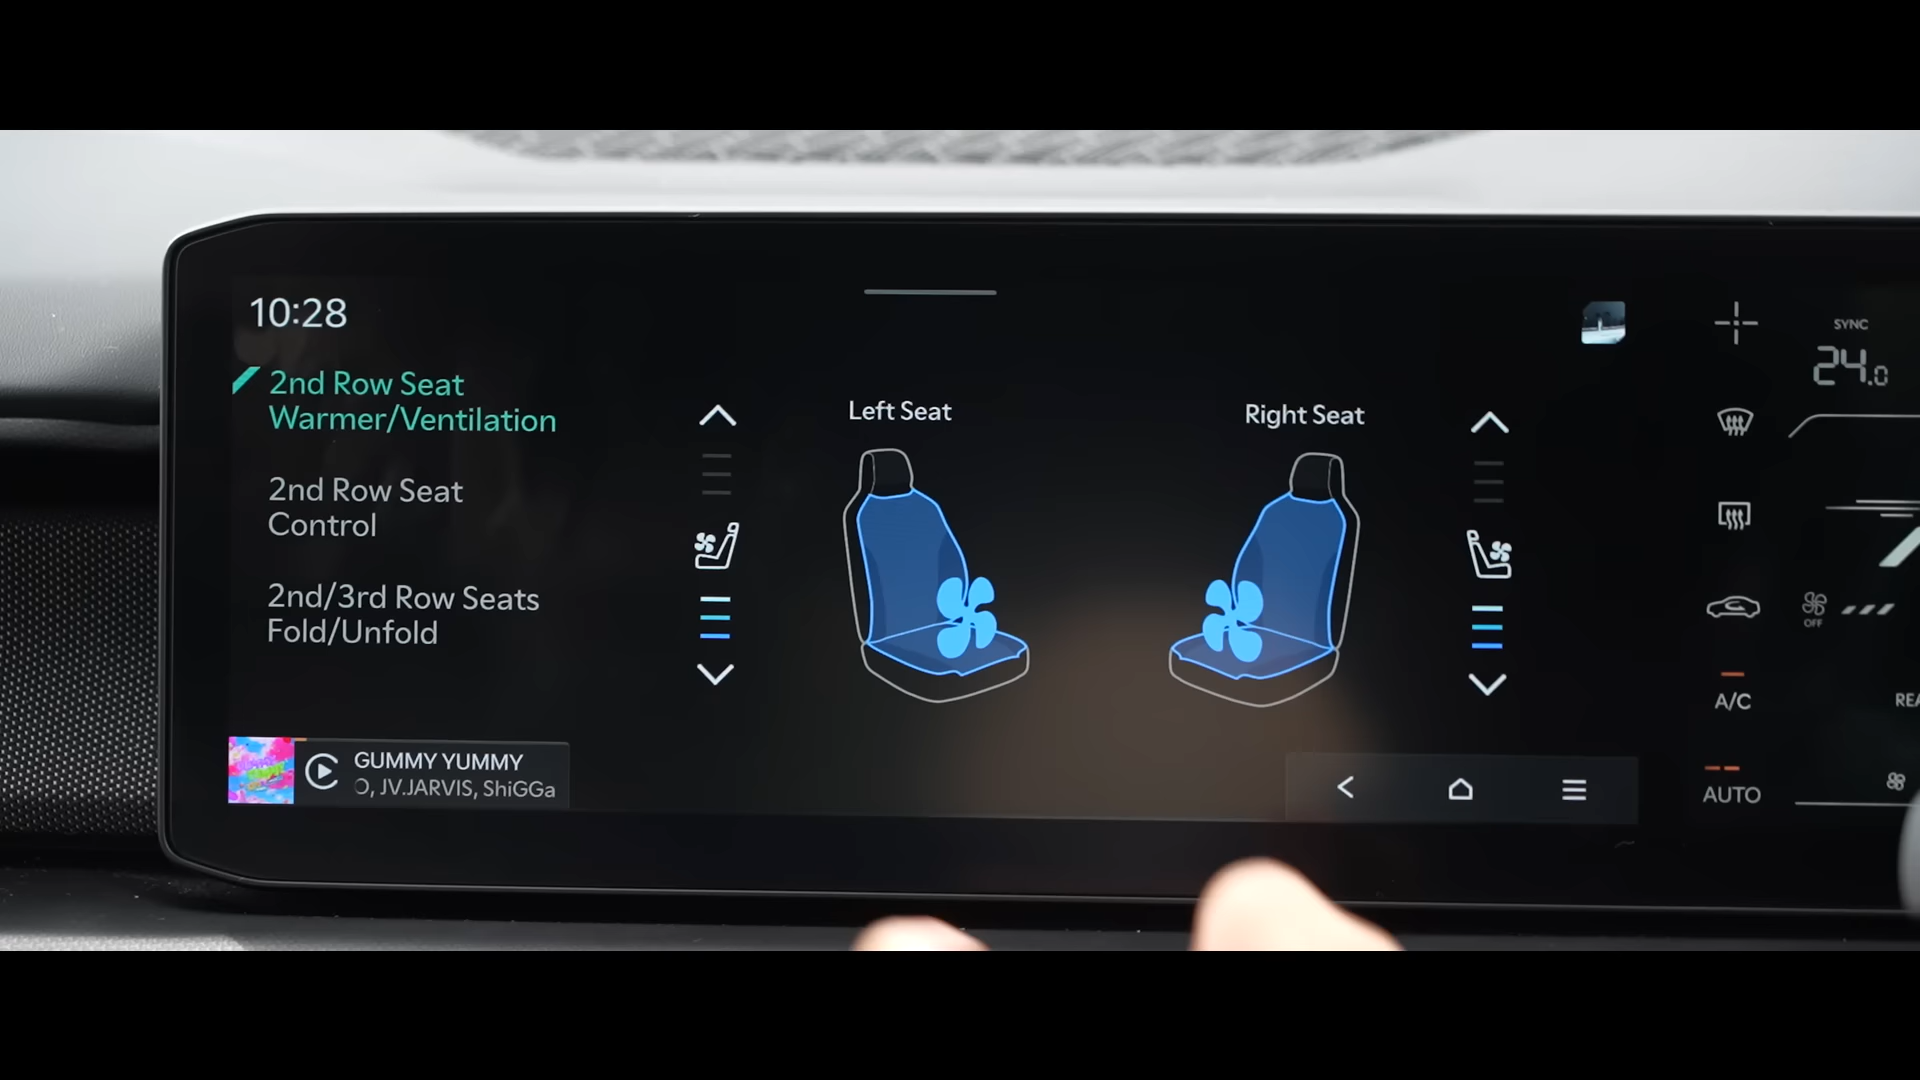 10:28
SYNC
24.0
2nd Row Seat
Warmer/Ventilation
Left Seat
Right Seat
2nd Row Seat
Control
2nd/3rd Row Seats
Fold/Unfold
OFF
A/C
GUMMY YUMMY
JV.JARVIS, ShiGGa
AUTO